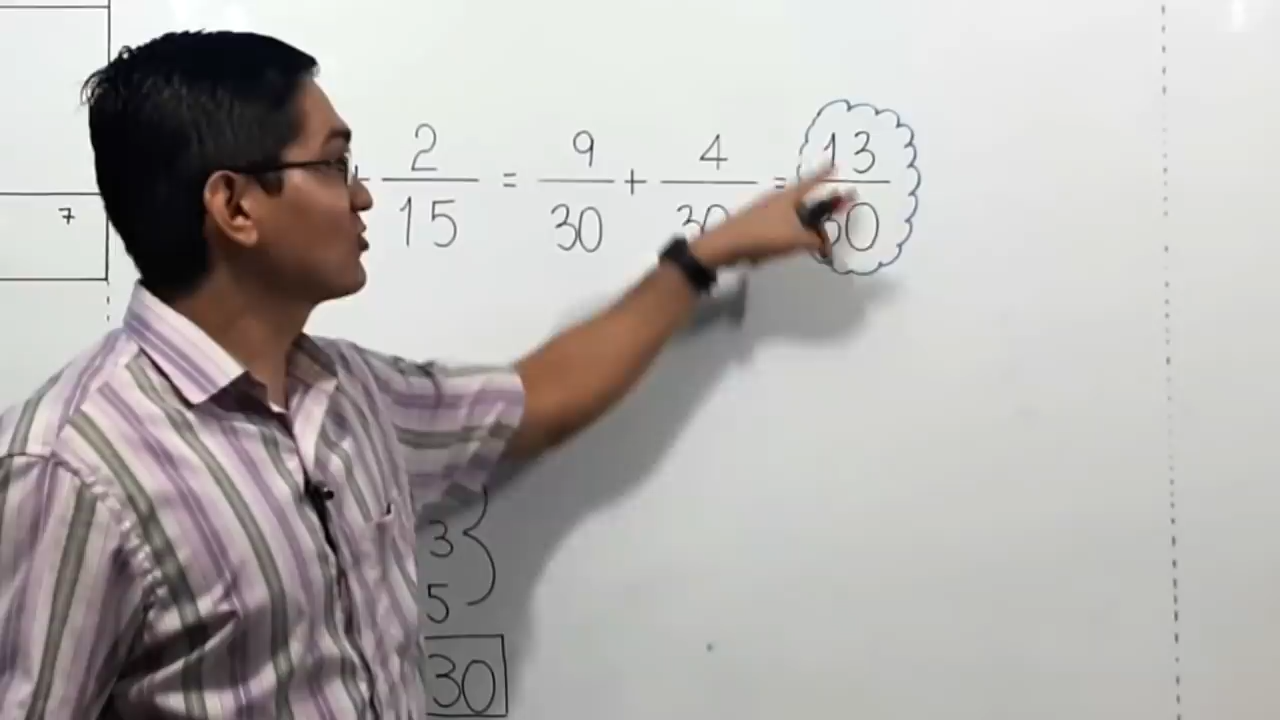 + 2/15 = 9/30 + 4/30 = 13/30
7
3
5
30